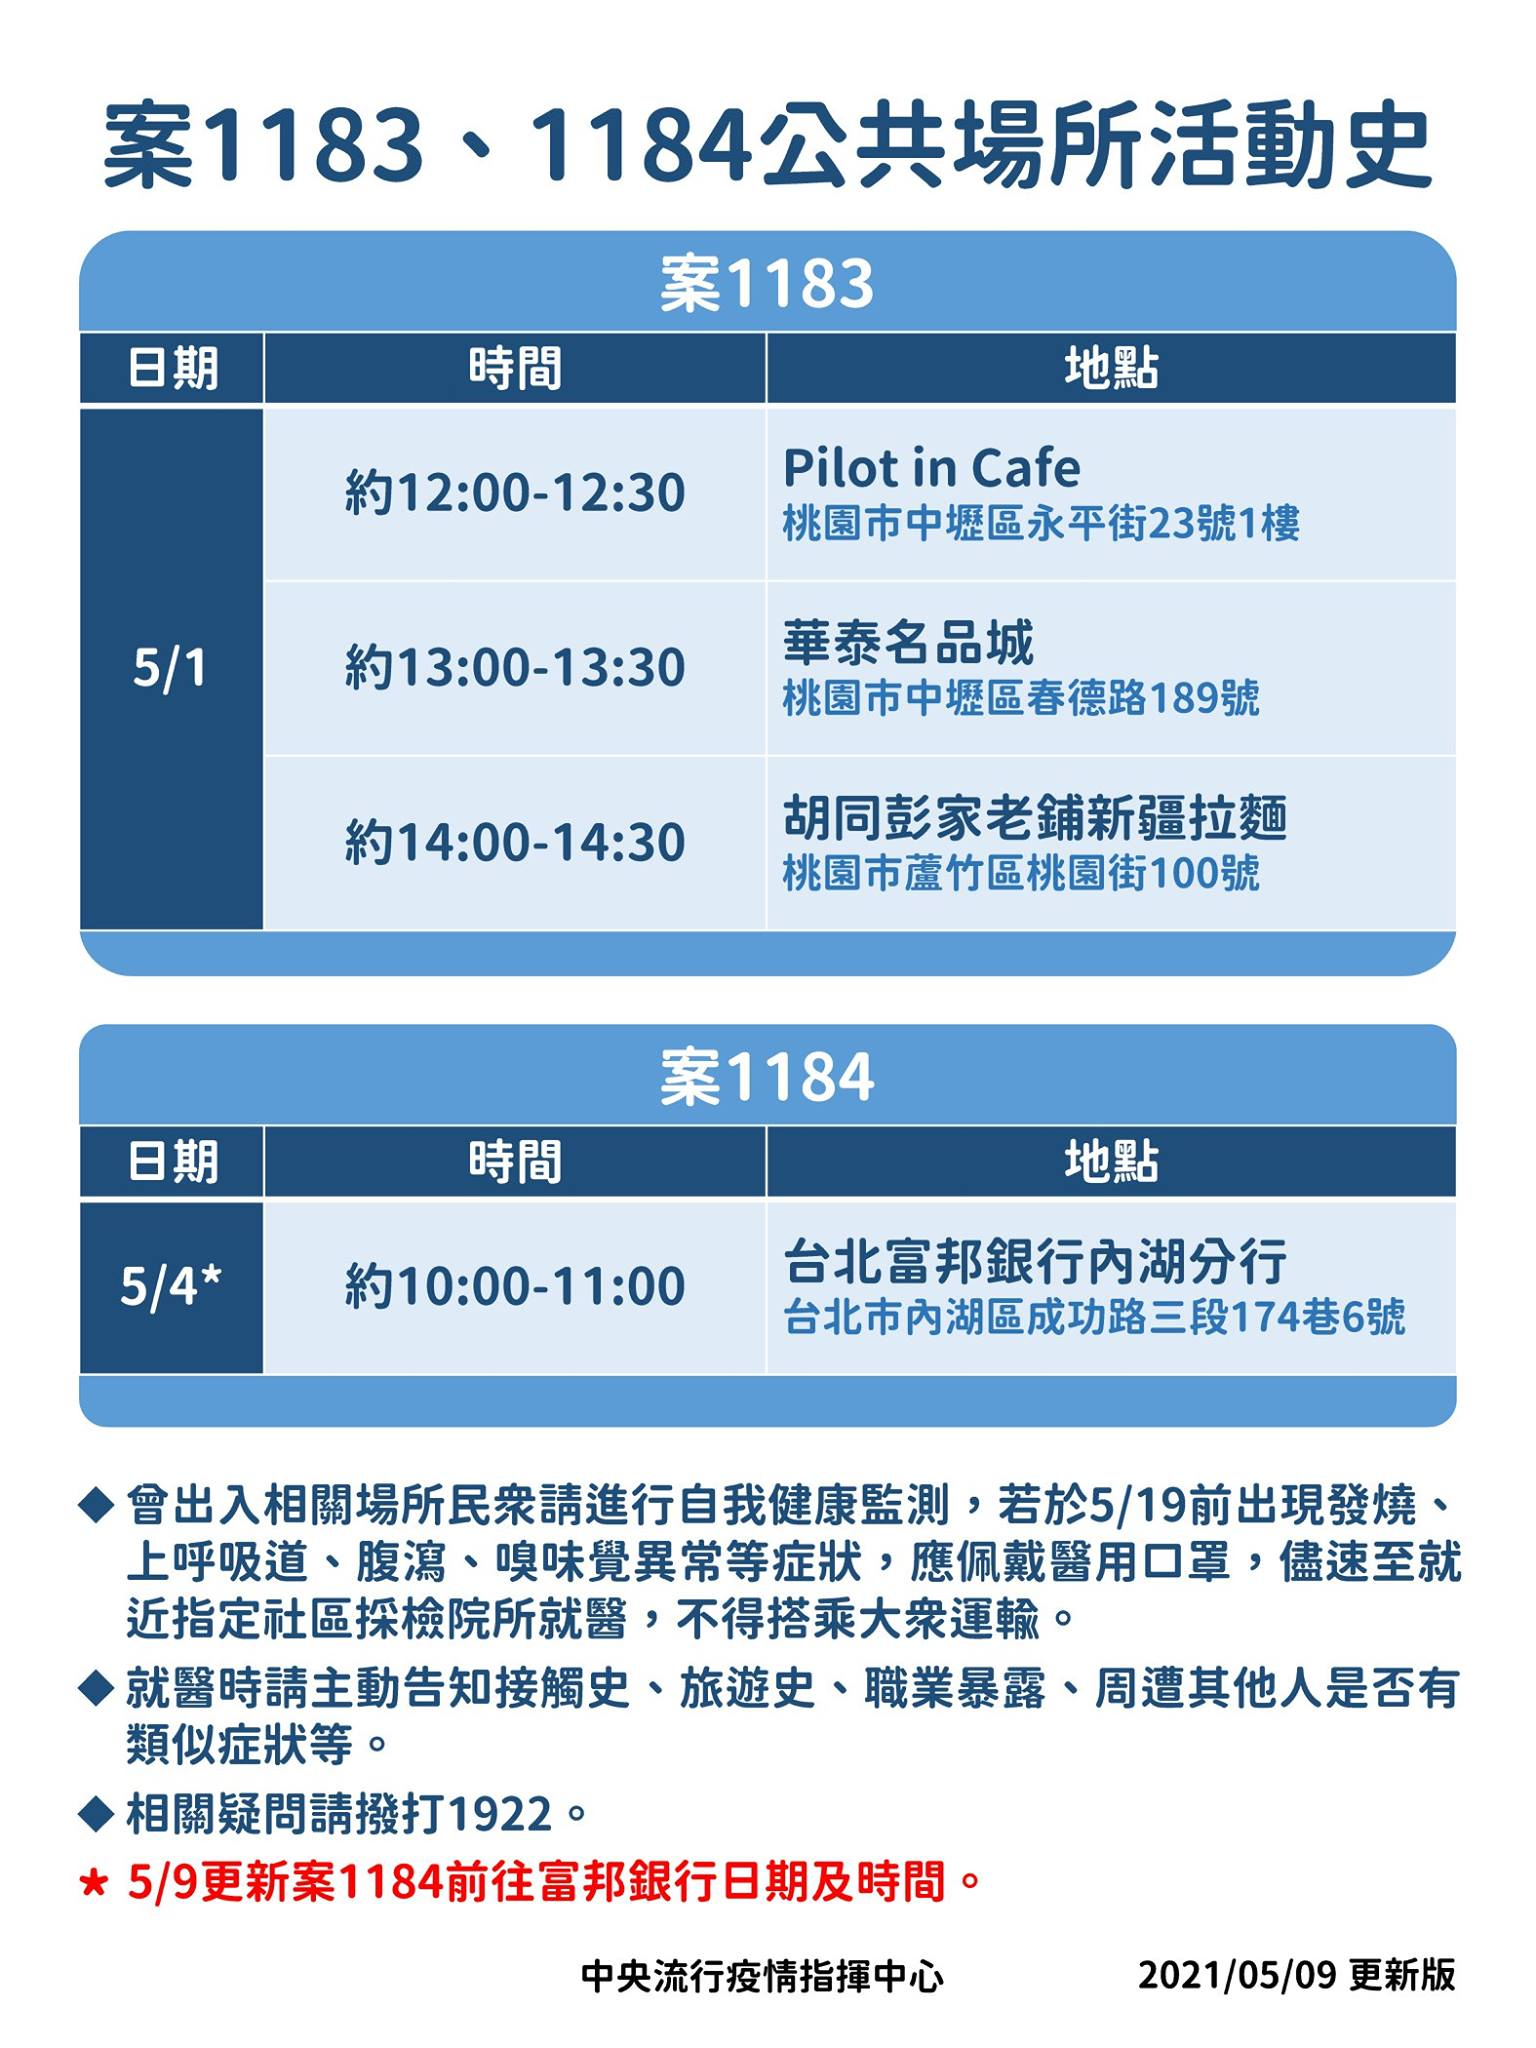 案1183、1184公共場所活動史
案1183
日期 時間 地點
5/1
約12:00-12:30
Pilot in Cafe
桃園市中壢區永平街23號1樓
約13:00-13:30
華泰名品城
桃園市中壢區春德路189號
約14:00-14:30
胡同彭家老鋪新疆拉麵
桃園市蘆竹區桃園街100號
案1184
日期 時間 地點
5/4*
約10:00-11:00
台北富邦銀行內湖分行
台北市內湖區成功路三段174巷6號
◆ 曾出入相關場所民眾請進行自我健康監測，若於5/19前出現發燒、
上呼吸道、腹瀉、嗅味覺異常等症狀，應佩戴醫用口罩，儘速至就
近指定社區採檢院所就醫，不得搭乘大眾運輸。
◆ 就醫時請主動告知接觸史、旅遊史、職業暴露、周遭其他人是否有
類似症狀等。
◆ 相關疑問請撥打1922。
★ 5/9更新案1184前往富邦銀行日期及時間。
中央流行疫情指揮中心 2021/05/09 更新版